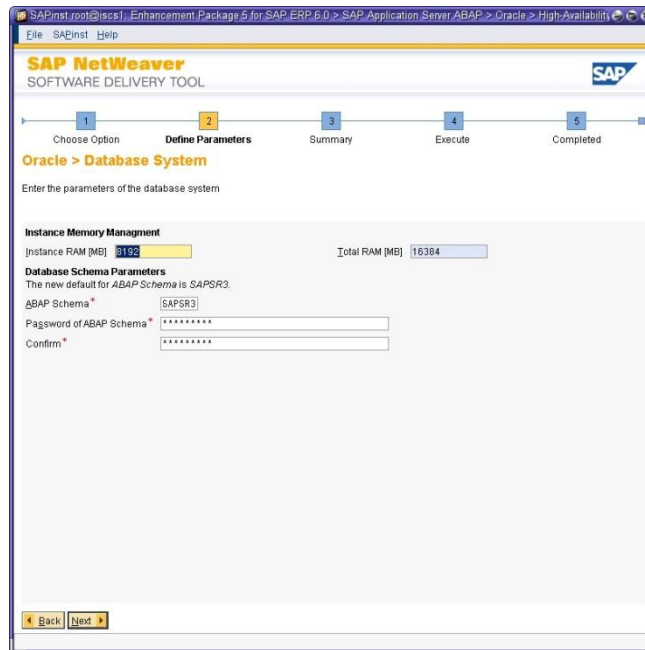 SAPinst root@jscs1: Enhancement Package 5 for SAP ERP 6.0 > SAP Application Server ABAP > Oracle > High-Availability
File SAPinst Help
SAP NetWeaver
SOFTWARE DELIVERY TOOL
SAP
1 2 3 4 5
Choose Option Define Parameters Summary Execute Completed
Oracle > Database System
Enter the parameters of the database system
Instance Memory Managment
Instance RAM [MB] 8192 Total RAM [MB] 16384
Database Schema Parameters
The new default for ABAP Schema is SAPSR3.
ABAP Schema* SAPSR3
Password of ABAP Schema* *********
Confirm* *********
Back Next